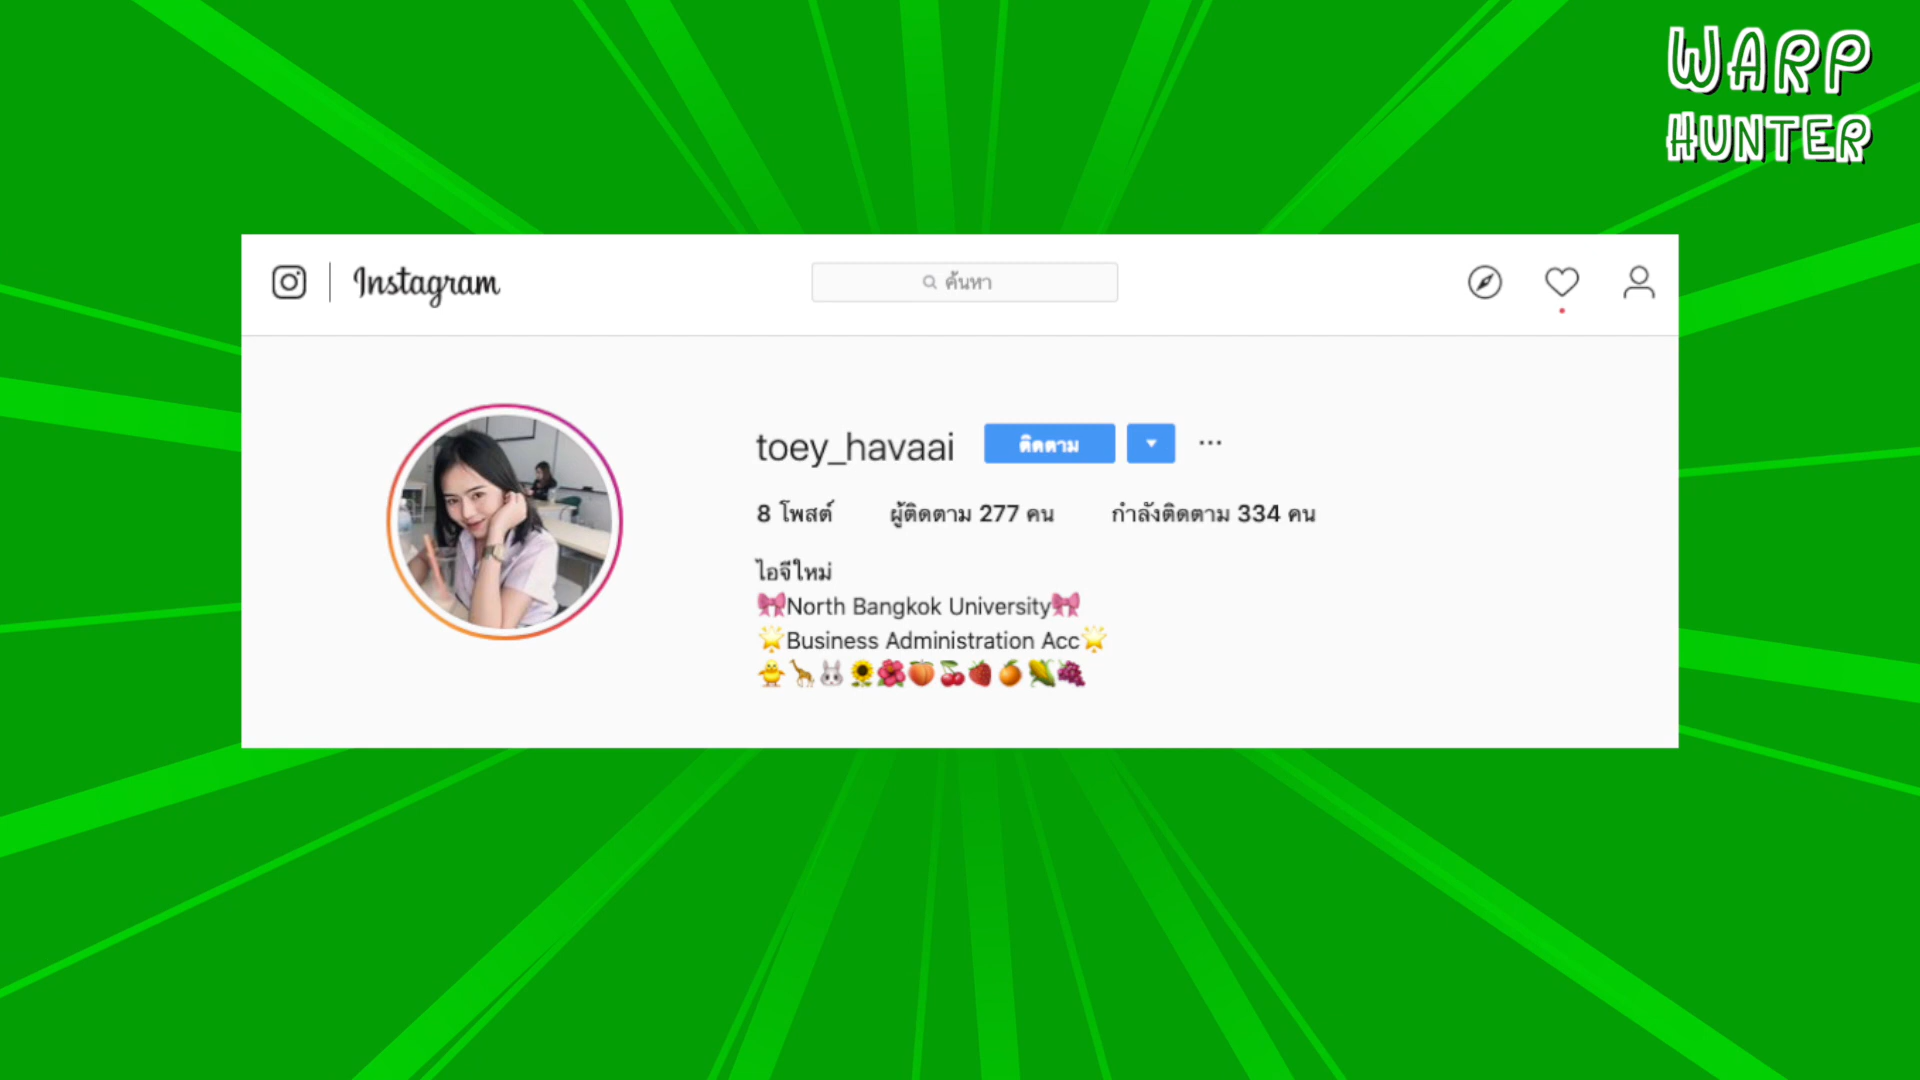 WARP
HUNTER
Instagram
ค้นหา
toey_havaai
ติดตาม
8 โพสต์ ผู้ติดตาม 277 คน กำลังติดตาม 334 คน
ไอจีใหม่
🎀North Bangkok University🎀
🌟Business Administration Acc🌟
🐥🦒🐰🌻🌺🍑🍒🍓🍊🌽🍇